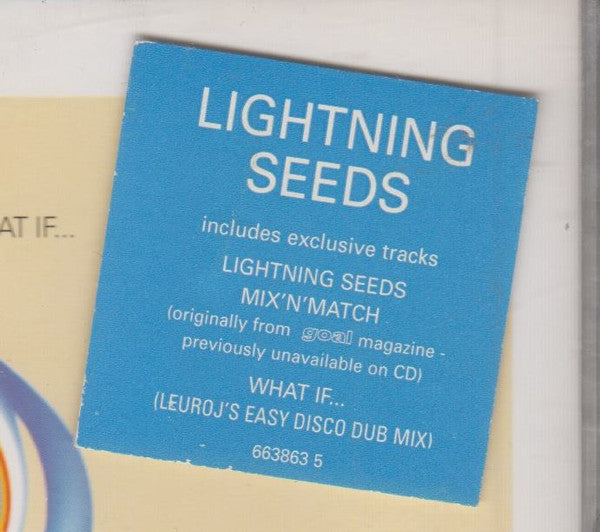 AT IF...
LIGHTNING
SEEDS
includes exclusive tracks
LIGHTNING SEEDS
MIX'N'MATCH
(originally from goal magazine -
previously unavailable on CD)
WHAT IF...
(LEUROJ'S EASY DISCO DUB MIX)
663863 5